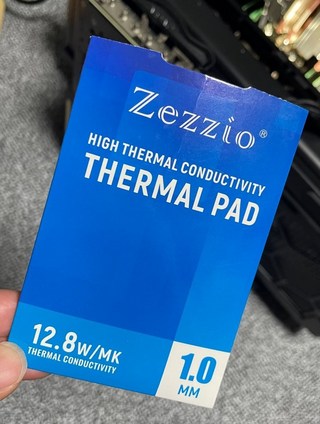 Zezzio®
HIGH THERMAL CONDUCTIVITY
THERMAL PAD
12.8W/MK
THERMAL CONDUCTIVITY
1.0
MM